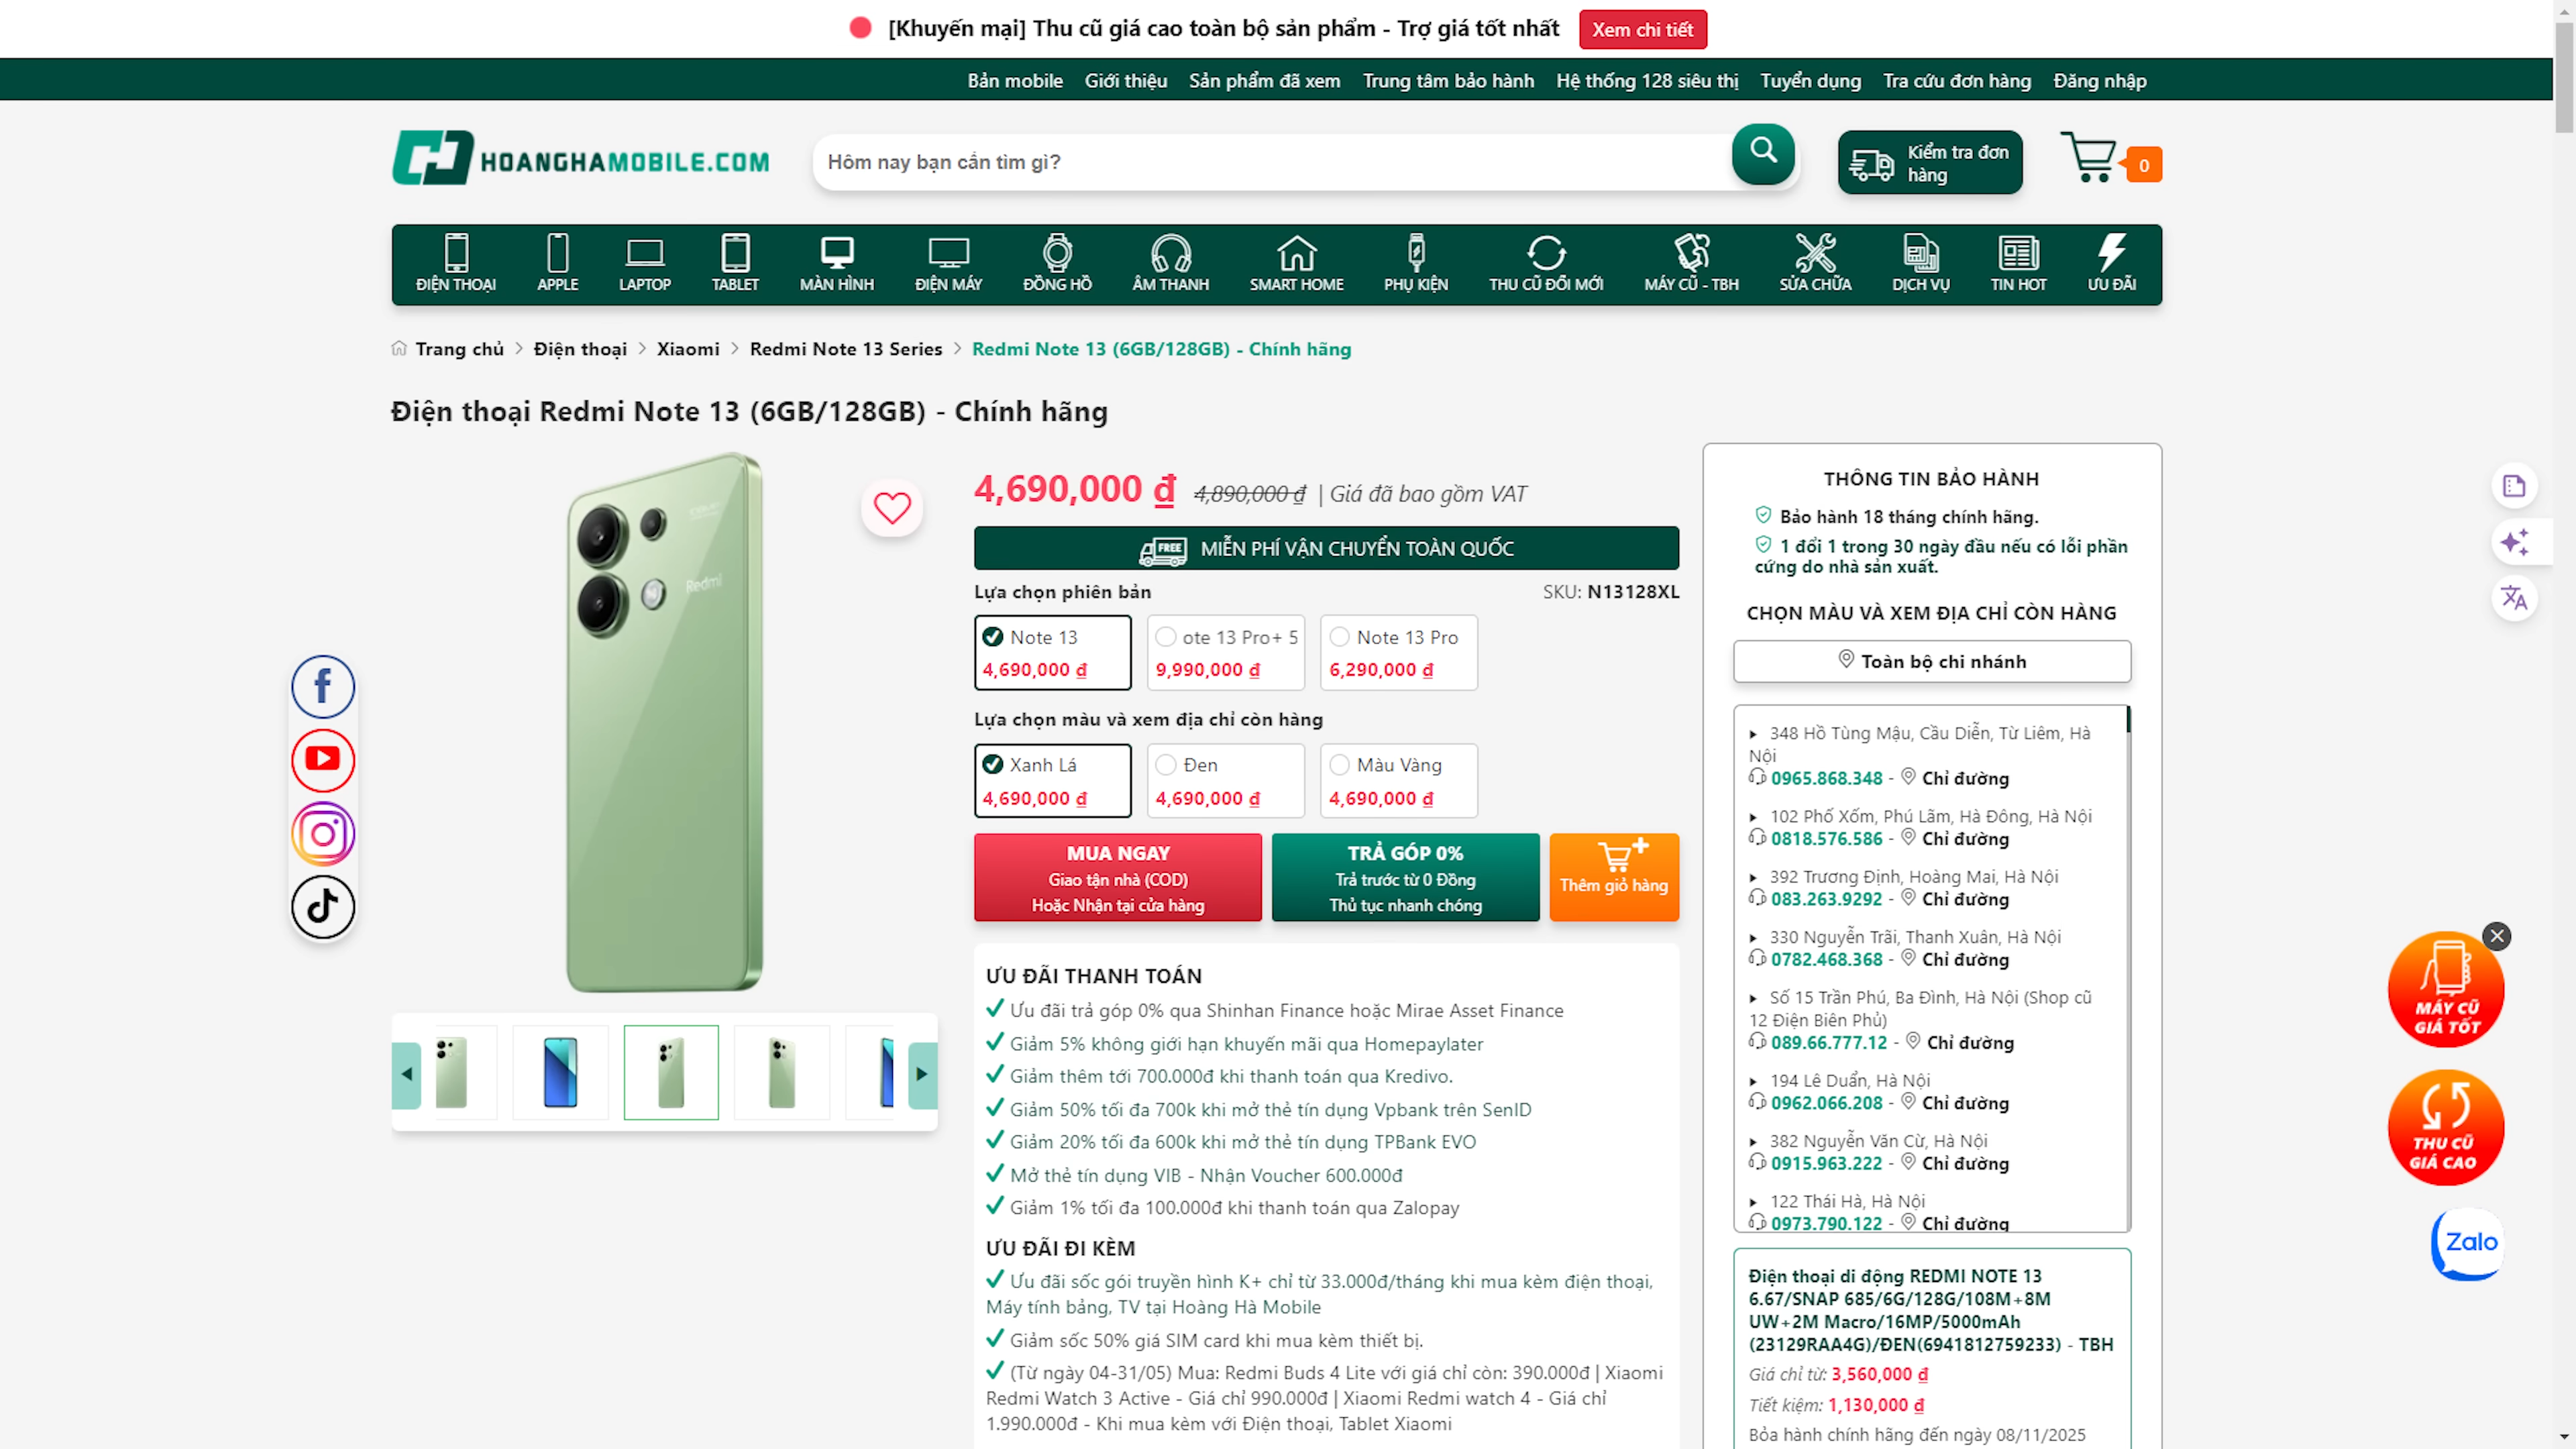 [Khuyến mại] Thu cũ giá cao toàn bộ sản phẩm - Trợ giá tốt nhất
Xem chi tiết
Bản mobile Giới thiệu Sản phẩm đã xem Trung tâm bảo hành Hệ thống 128 siêu thị Tuyển dụng Tra cứu đơn hàng Đăng nhập
HOANGHAMOBILE.COM
Hôm nay bạn cần tìm gì?
Kiểm tra đơn
hàng
0
ĐIỆN THOẠI APPLE LAPTOP TABLET MÀN HÌNH ĐIỆN MÁY ĐỒNG HỒ ÂM THANH SMART HOME PHỤ KIỆN THU CŨ ĐỔI MỚI MÁY CŨ - TBH SỬA CHỮA DỊCH VỤ TIN HOT ƯU ĐÃI
Trang chủ > Điện thoại > Xiaomi > Redmi Note 13 Series > Redmi Note 13 (6GB/128GB) - Chính hãng
Điện thoại Redmi Note 13 (6GB/128GB) - Chính hãng
Redmi
4,690,000 ₫ 4,890,000 ₫ | Giá đã bao gồm VAT
FREE MIỄN PHÍ VẬN CHUYỂN TOÀN QUỐC
Lựa chọn phiên bản
SKU: N13128XL
Note 13
4,690,000 ₫
ote 13 Pro+ 5
9,990,000 ₫
Note 13 Pro
6,290,000 ₫
Lựa chọn màu và xem địa chỉ còn hàng
Xanh Lá
4,690,000 ₫
Đen
4,690,000 ₫
Màu Vàng
4,690,000 ₫
MUA NGAY
Giao tận nhà (COD)
Hoặc Nhận tại cửa hàng
TRẢ GÓP 0%
Trả trước từ 0 Đồng
Thủ tục nhanh chóng
Thêm giỏ hàng
ƯU ĐÃI THANH TOÁN
Ưu đãi trả góp 0% qua Shinhan Finance hoặc Mirae Asset Finance
Giảm 5% không giới hạn khuyến mãi qua Homepaylater
Giảm thêm tới 700.000đ khi thanh toán qua Kredivo.
Giảm 50% tối đa 700k khi mở thẻ tín dụng Vpbank trên SenID
Giảm 20% tối đa 600k khi mở thẻ tín dụng TPBank EVO
Mở thẻ tín dụng VIB - Nhận Voucher 600.000đ
Giảm 1% tối đa 100.000đ khi thanh toán qua Zalopay
ƯU ĐÃI ĐI KÈM
Ưu đãi sốc gói truyền hình K+ chỉ từ 33.000đ/tháng khi mua kèm điện thoại,
Máy tính bảng, TV tại Hoàng Hà Mobile
Giảm sốc 50% giá SIM card khi mua kèm thiết bị.
(Từ ngày 04-31/05) Mua: Redmi Buds 4 Lite với giá chỉ còn: 390.000đ | Xiaomi
Redmi Watch 3 Active - Giá chỉ 990.000đ | Xiaomi Redmi watch 4 - Giá chỉ
1.990.000đ - Khi mua kèm với Điện thoại, Tablet Xiaomi
THÔNG TIN BẢO HÀNH
Bảo hành 18 tháng chính hãng.
1 đổi 1 trong 30 ngày đầu nếu có lỗi phần
cứng do nhà sản xuất.
CHỌN MÀU VÀ XEM ĐỊA CHỈ CÒN HÀNG
Toàn bộ chi nhánh
348 Hồ Tùng Mậu, Cầu Diễn, Từ Liêm, Hà
Nội
0965.868.348 - Chỉ đường
102 Phố Xốm, Phú Lãm, Hà Đông, Hà Nội
0818.576.586 - Chỉ đường
392 Trương Định, Hoàng Mai, Hà Nội
083.263.9292 - Chỉ đường
330 Nguyễn Trãi, Thanh Xuân, Hà Nội
0782.468.368 - Chỉ đường
Số 15 Trần Phú, Ba Đình, Hà Nội (Shop cũ
12 Điện Biên Phủ)
089.66.777.12 - Chỉ đường
194 Lê Duẩn, Hà Nội
0962.066.208 - Chỉ đường
382 Nguyễn Văn Cừ, Hà Nội
0915.963.222 - Chỉ đường
122 Thái Hà, Hà Nội
0973.790.122 - Chỉ đường
Điện thoại di động REDMI NOTE 13
6.67/SNAP 685/6G/128G/108M+8M
UW+2M Macro/16MP/5000mAh
(23129RAA4G)/ĐEN(6941812759233) - TBH
Giá chỉ từ: 3,560,000 ₫
Tiết kiệm: 1,130,000 ₫
Bỏa hành chính hãng đến ngày 08/11/2025
MÁY CŨ
GIÁ TỐT
THU CŨ
GIÁ CAO
Zalo